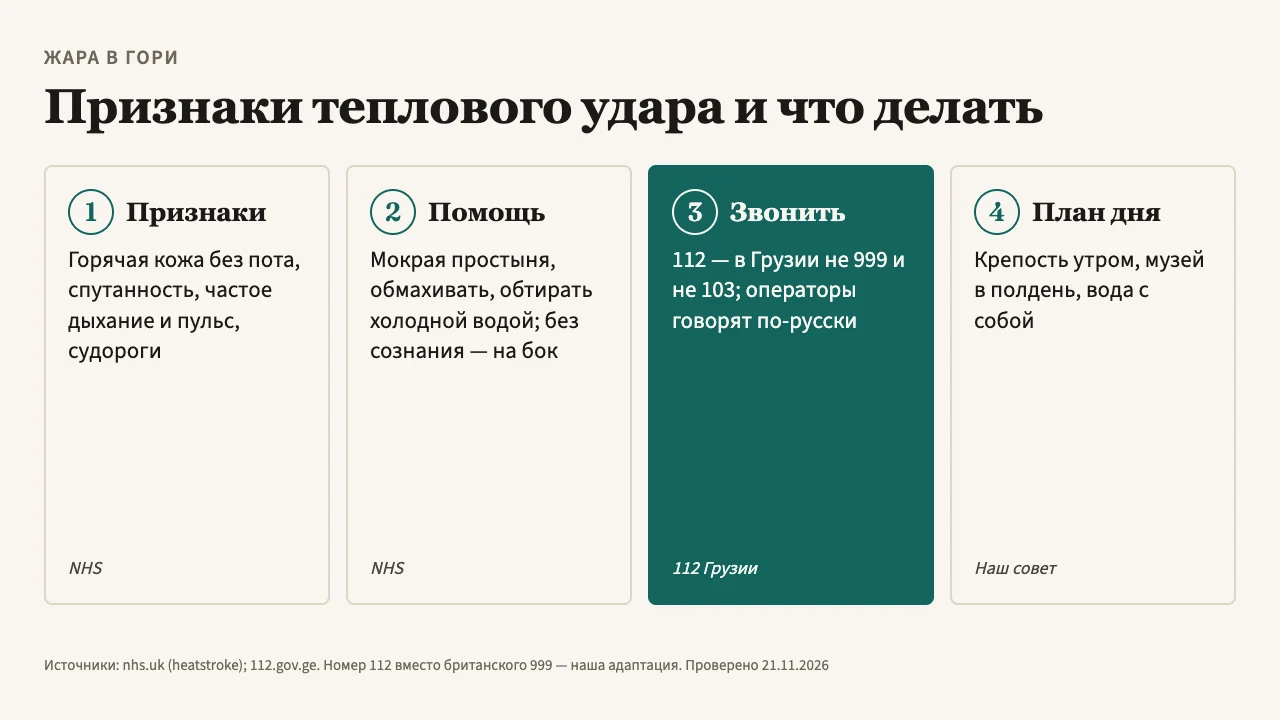 ЖАРА В ГОРИ
Признаки теплового удара и что делать
1 Признаки
Горячая кожа без пота,
спутанность, частое
дыхание и пульс,
судороги
NHS
2 Помощь
Мокрая простыня,
обмахивать, обтирать
холодной водой; без
сознания — на бок
NHS
3 Звонить
112 — в Грузии не 999 и
не 103; операторы
говорят по-русски
112 Грузии
4 План дня
Крепость утром, музей
в полдень, вода с
собой
Наш совет
Источники: nhs.uk (heatstroke); 112.gov.ge. Номер 112 вместо британского 999 — наша адаптация. Проверено 21.11.2026